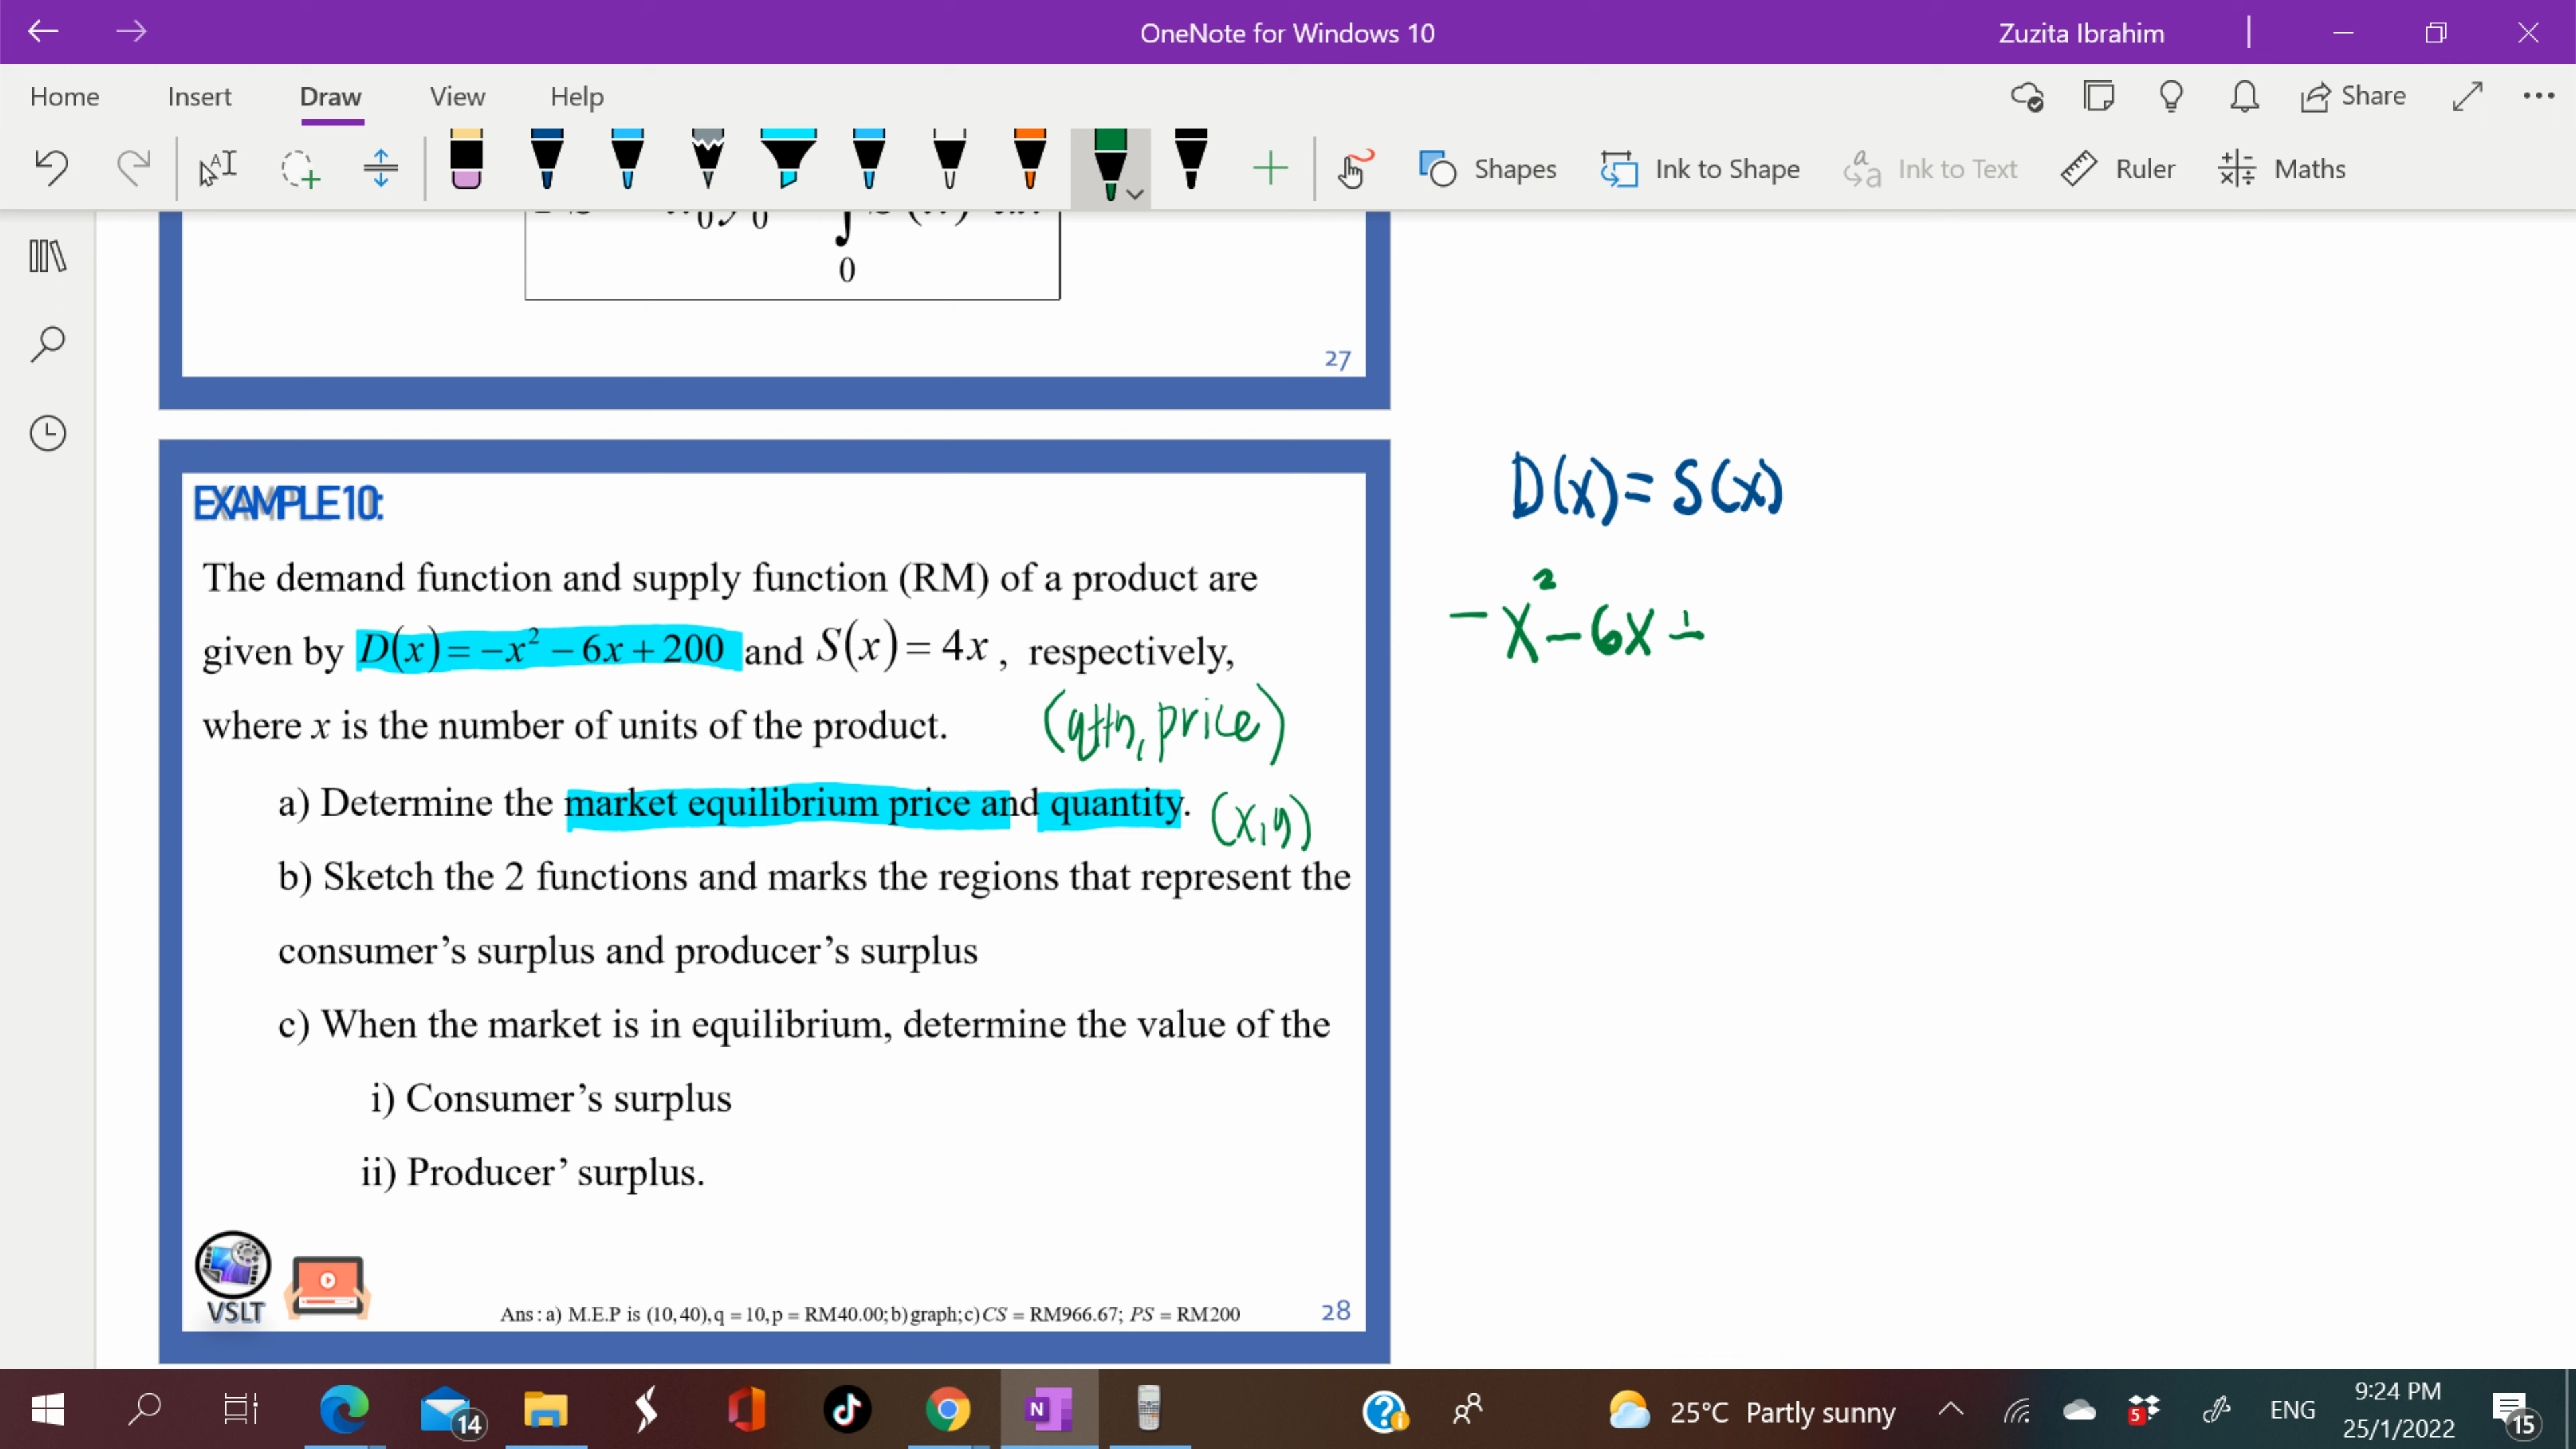 OneNote for Windows 10
Zuzita Ibrahim
Home Insert Draw View Help
Share
Shapes Ink to Shape Ink to Text Ruler Maths
0
27
EXAMPLE 10:
The demand function and supply function (RM) of a product are
given by D(x) = −x² − 6x + 200 and S(x) = 4x , respectively,
where x is the number of units of the product.
(qttn, price)
a) Determine the market equilibrium price and quantity.
(x,y)
b) Sketch the 2 functions and marks the regions that represent the
consumer’s surplus and producer’s surplus
c) When the market is in equilibrium, determine the value of the
i) Consumer’s surplus
ii) Producer’ surplus.
VSLT
Ans : a) M.E.P is (10, 40), q = 10, p = RM40.00; b) graph; c) CS = RM966.67; PS = RM200
28
D(x) = S(x)
−x² − 6x +
14
N
25°C Partly sunny
5
ENG
9:24 PM
25/1/2022
15